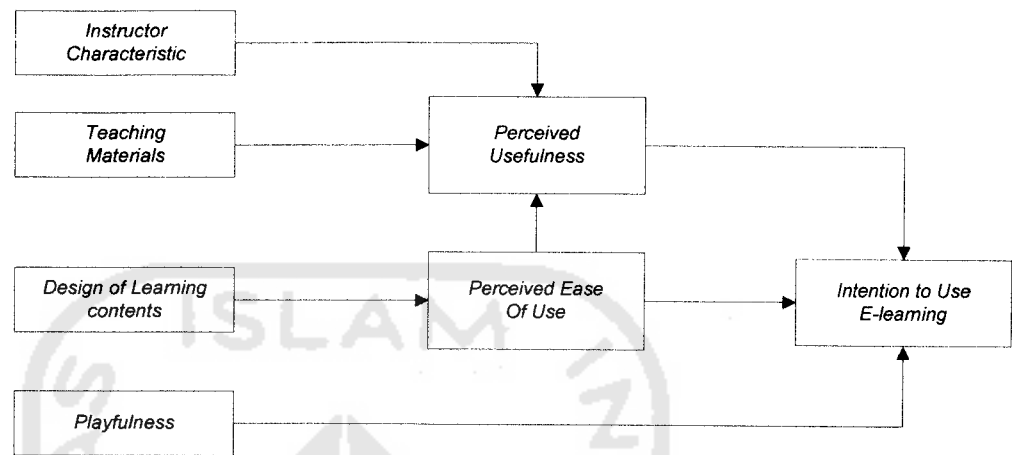 Instructor
Characteristic
Teaching
Materials
Perceived
Usefulness
Design of Learning
contents
Perceived Ease
Of Use
Intention to Use
E-learning
Playfulness
ISLAM